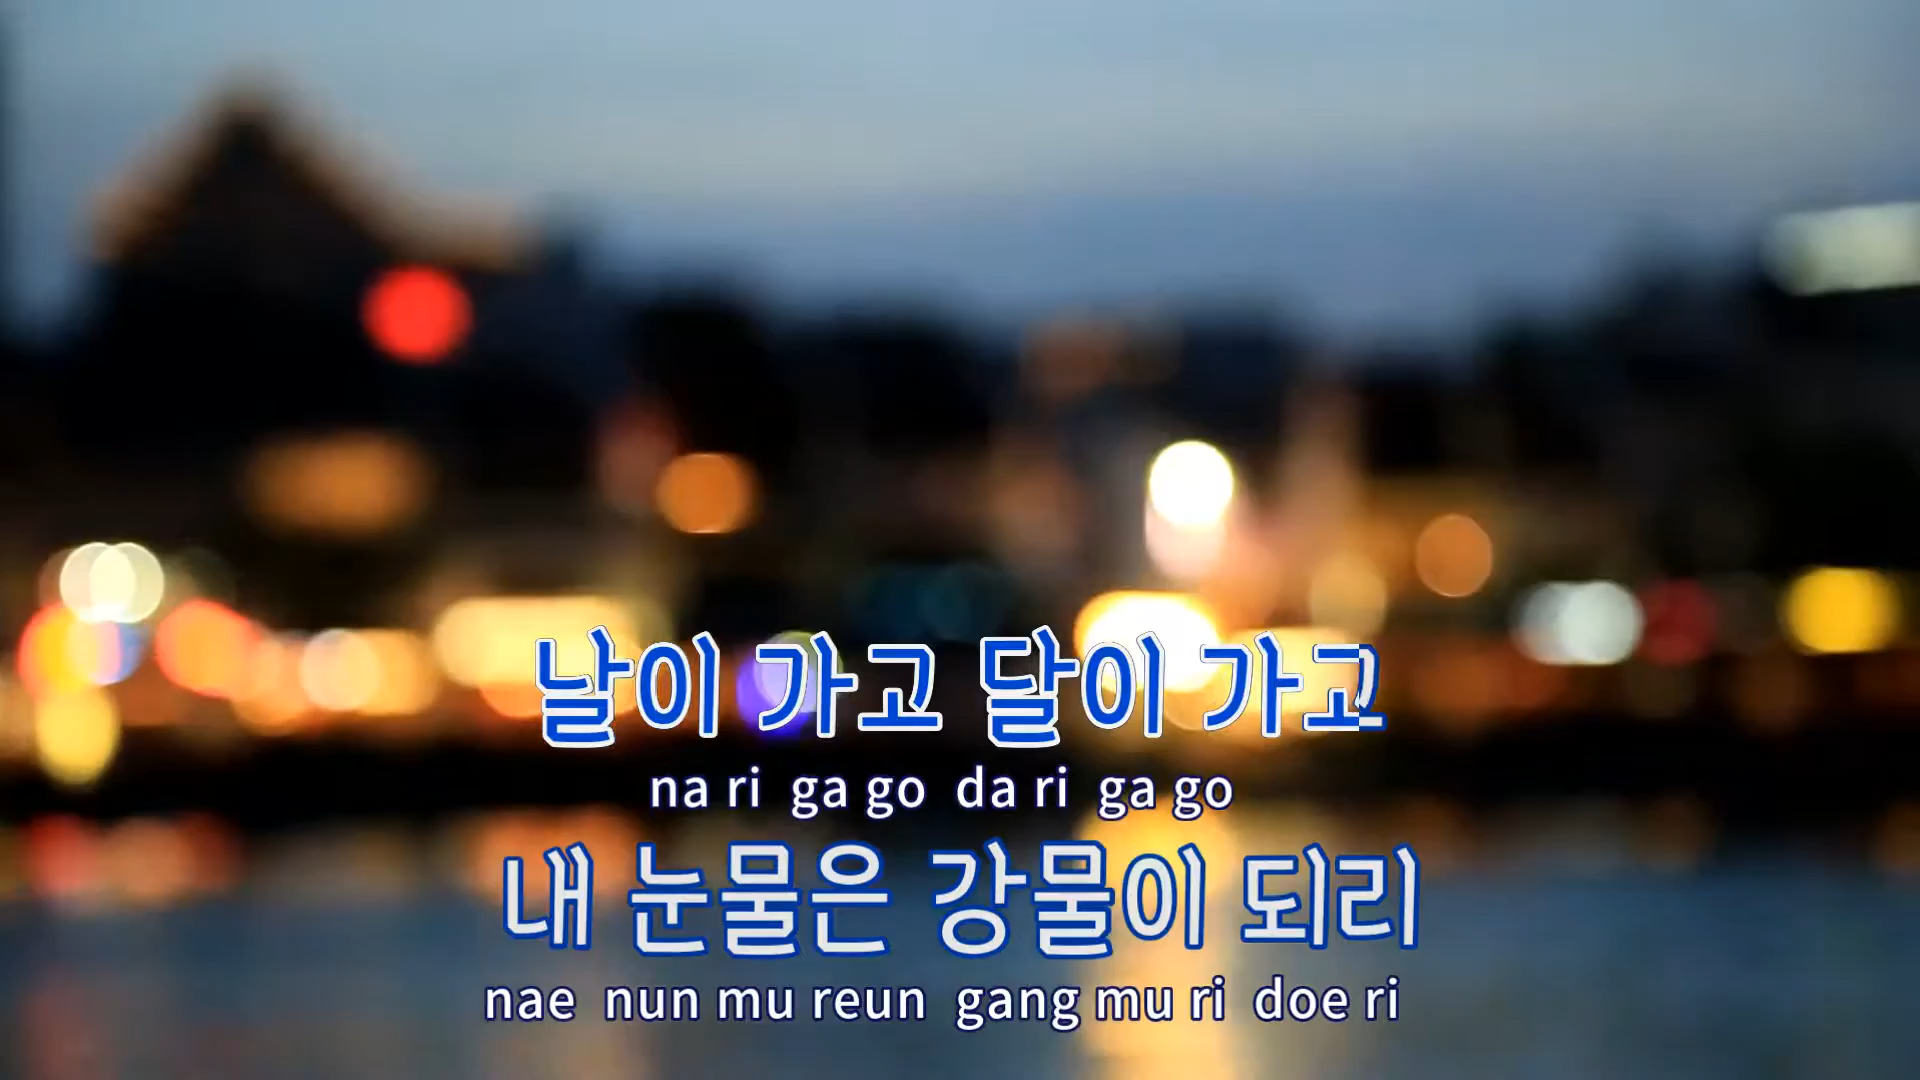 날이 가고 달이 가고
na ri ga go da ri ga go
내 눈물은 강물이 되리
nae nun mu reun gang mu ri doe ri